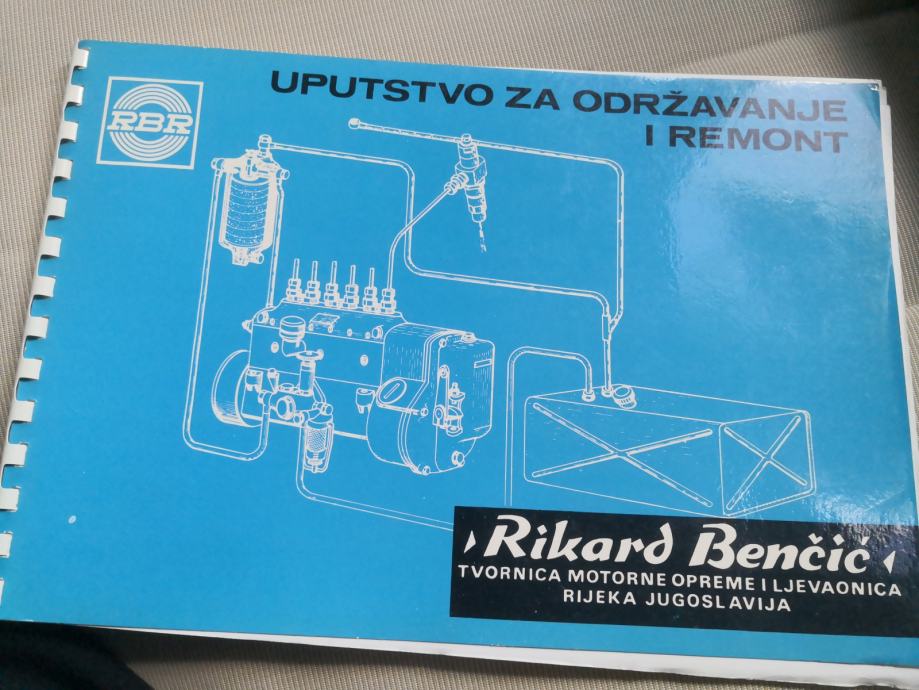 RBR
UPUTSTVO ZA ODRŽAVANJE
I REMONT
Rikard Benčić
TVORNICA MOTORNE OPREME I LJEVAONICA
RIJEKA JUGOSLAVIJA